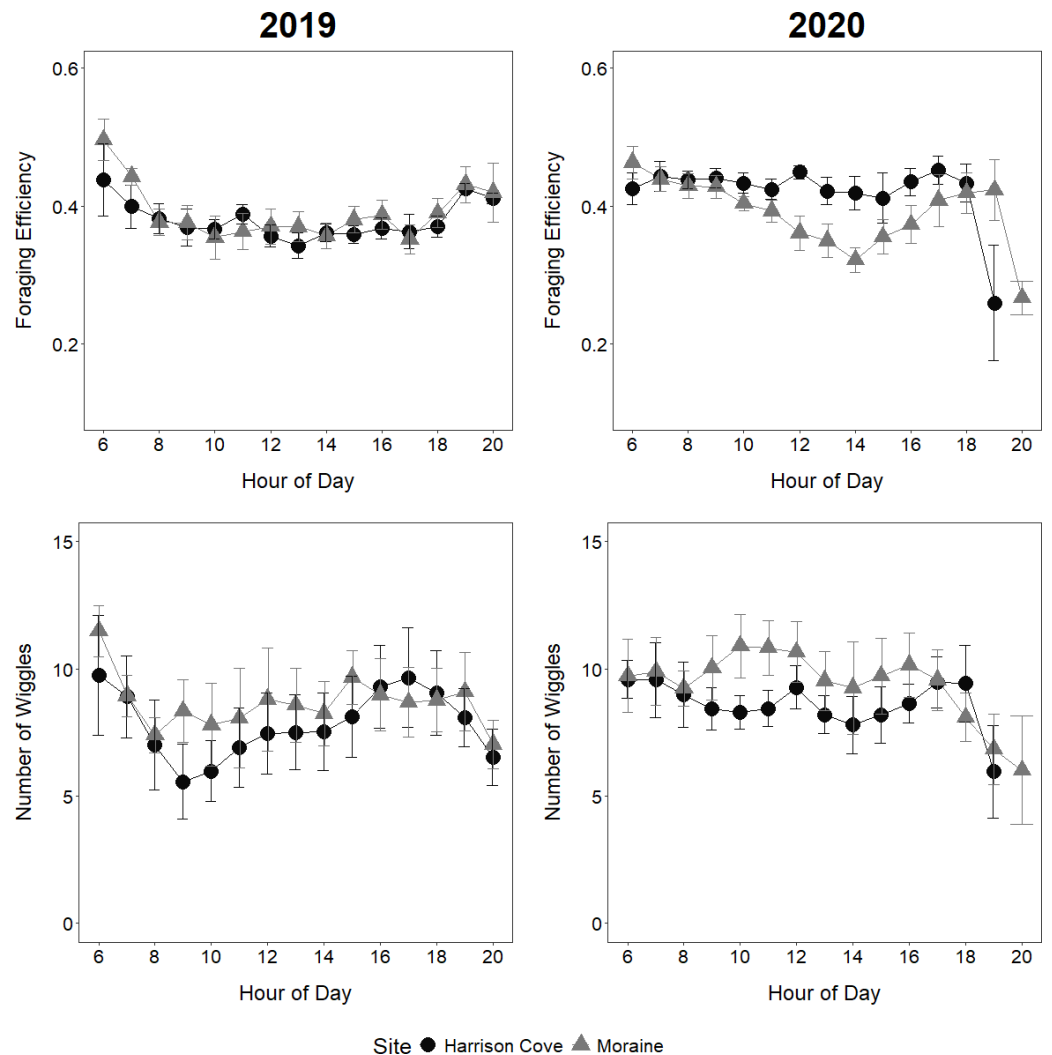 2019
2020
0.6
0.4
0.2
Foraging Efficiency
6 8 10 12 14 16 18 20
Hour of Day
0.6
0.4
0.2
Foraging Efficiency
6 8 10 12 14 16 18 20
Hour of Day
15
10
5
0
Number of Wiggles
6 8 10 12 14 16 18 20
Hour of Day
15
10
5
0
Number of Wiggles
6 8 10 12 14 16 18 20
Hour of Day
Site Harrison Cove Moraine